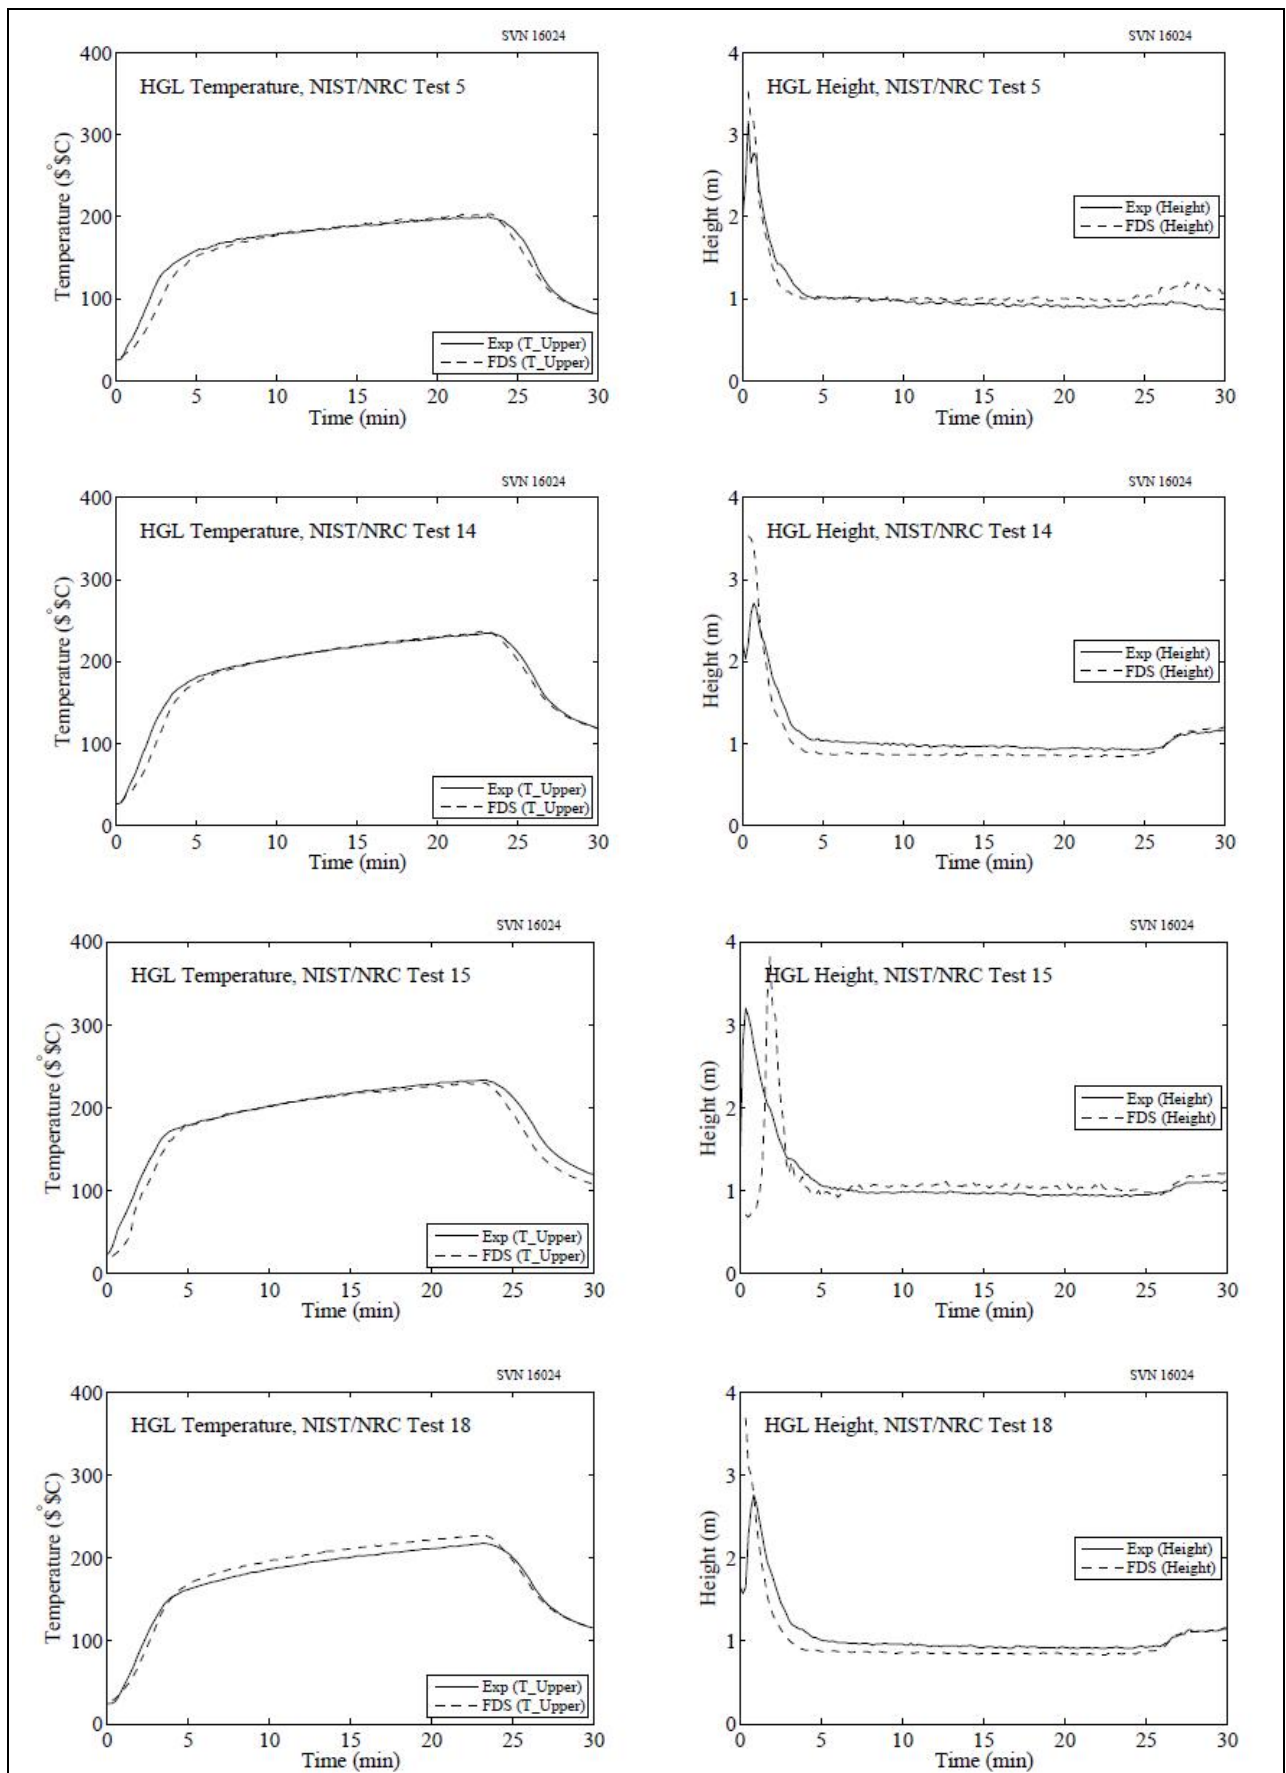 SVN 16024
HGL Temperature, NIST/NRC Test 5
400
300
200
100
0
Temperature ($°$C)
Exp (T_Upper)
FDS (T_Upper)
0 5 10 15 20 25 30
Time (min)
SVN 16024
HGL Height, NIST/NRC Test 5
4
3
2
1
0
Height (m)
Exp (Height)
FDS (Height)
0 5 10 15 20 25 30
Time (min)
SVN 16024
HGL Temperature, NIST/NRC Test 14
400
300
200
100
0
Temperature ($°$C)
Exp (T_Upper)
FDS (T_Upper)
0 5 10 15 20 25 30
Time (min)
SVN 16024
HGL Height, NIST/NRC Test 14
4
3
2
1
0
Height (m)
Exp (Height)
FDS (Height)
0 5 10 15 20 25 30
Time (min)
SVN 16024
HGL Temperature, NIST/NRC Test 15
400
300
200
100
0
Temperature ($°$C)
Exp (T_Upper)
FDS (T_Upper)
0 5 10 15 20 25 30
Time (min)
SVN 16024
HGL Height, NIST/NRC Test 15
4
3
2
1
0
Height (m)
Exp (Height)
FDS (Height)
0 5 10 15 20 25 30
Time (min)
SVN 16024
HGL Temperature, NIST/NRC Test 18
400
300
200
100
0
Temperature ($°$C)
Exp (T_Upper)
FDS (T_Upper)
0 5 10 15 20 25 30
Time (min)
SVN 16024
HGL Height, NIST/NRC Test 18
4
3
2
1
0
Height (m)
Exp (Height)
FDS (Height)
0 5 10 15 20 25 30
Time (min)